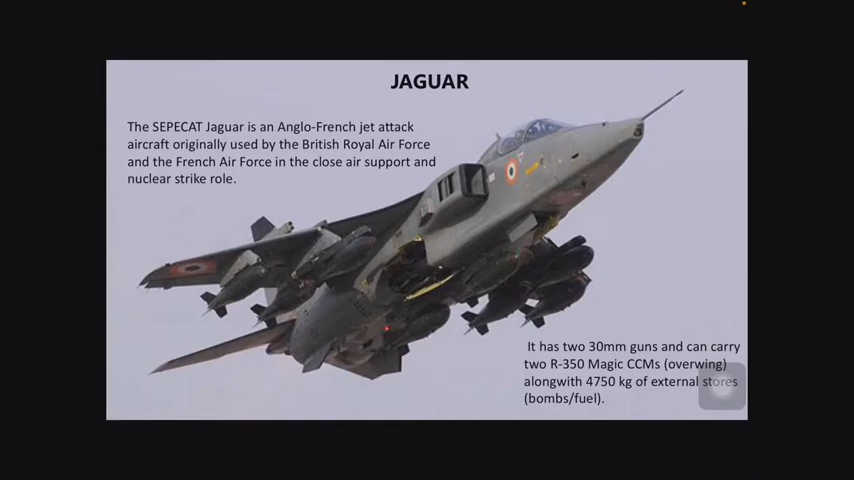 JAGUAR
The SEPECAT Jaguar is an Anglo-French jet attack
aircraft originally used by the British Royal Air Force
and the French Air Force in the close air support and
nuclear strike role.
It has two 30mm guns and can carry
two R-350 Magic CCMs (overwing)
alongwith 4750 kg of external stores
(bombs/fuel).